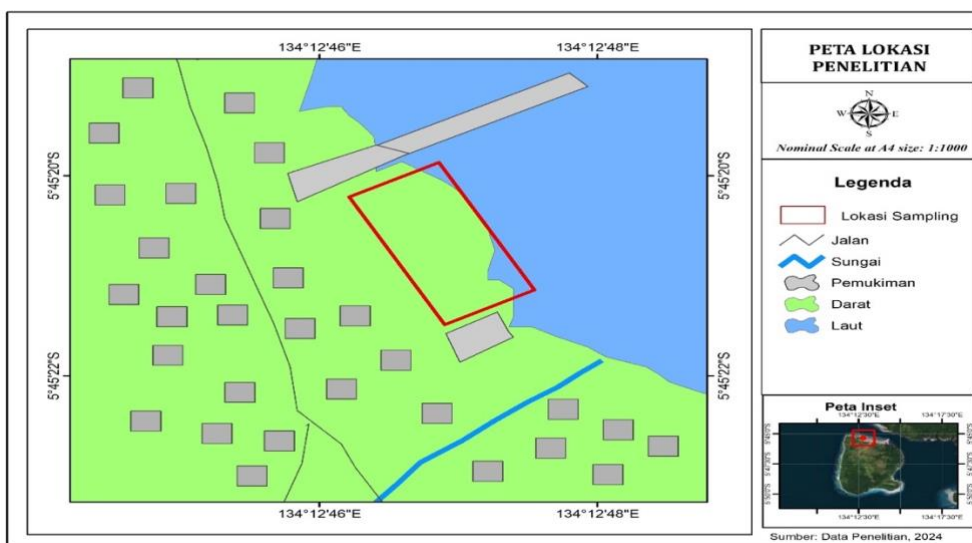 134°12'46"E
134°12'48"E
5°45'20"S
5°45'20"S
5°45'22"S
5°45'22"S
134°12'46"E
134°12'48"E
PETA LOKASI
PENELITIAN
N
W
E
S
Nominal Scale at A4 size: 1:1000
Legenda
Lokasi Sampling
Jalan
Sungai
Pemukiman
Darat
Laut
Peta Inset
134°12'30"E
134°17'30"E
134°12'30"E
134°17'30"E
Sumber: Data Penelitian, 2024